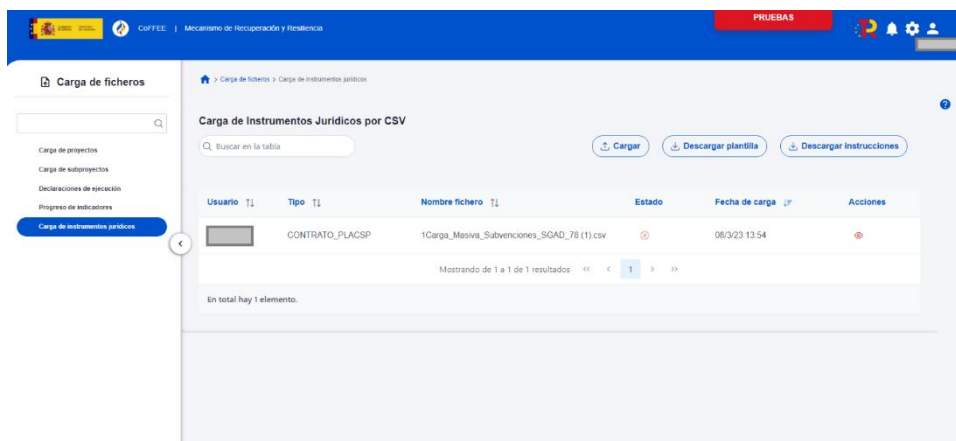 PRUEBAS
CoFFEE | Mecanismo de Recuperación y Resiliencia
Carga de ficheros
> Carga de ficheros > Carga de instrumentos jurídicos
Carga de Instrumentos Jurídicos por CSV
Buscar en la tabla
Cargar
Descargar plantilla
Descargar instrucciones
Carga de proyectos
Carga de subproyectos
Declaraciones de ejecución
Progreso de indicadores
Carga de instrumentos jurídicos
Usuario Tipo Nombre fichero Estado Fecha de carga Acciones
CONTRATO_PLACSP 1Carga_Masiva_Subvenciones_SGAD_78 (1).csv 08/3/23 13:54
Mostrando de 1 a 1 de 1 resultados << < 1 > >>
En total hay 1 elemento.